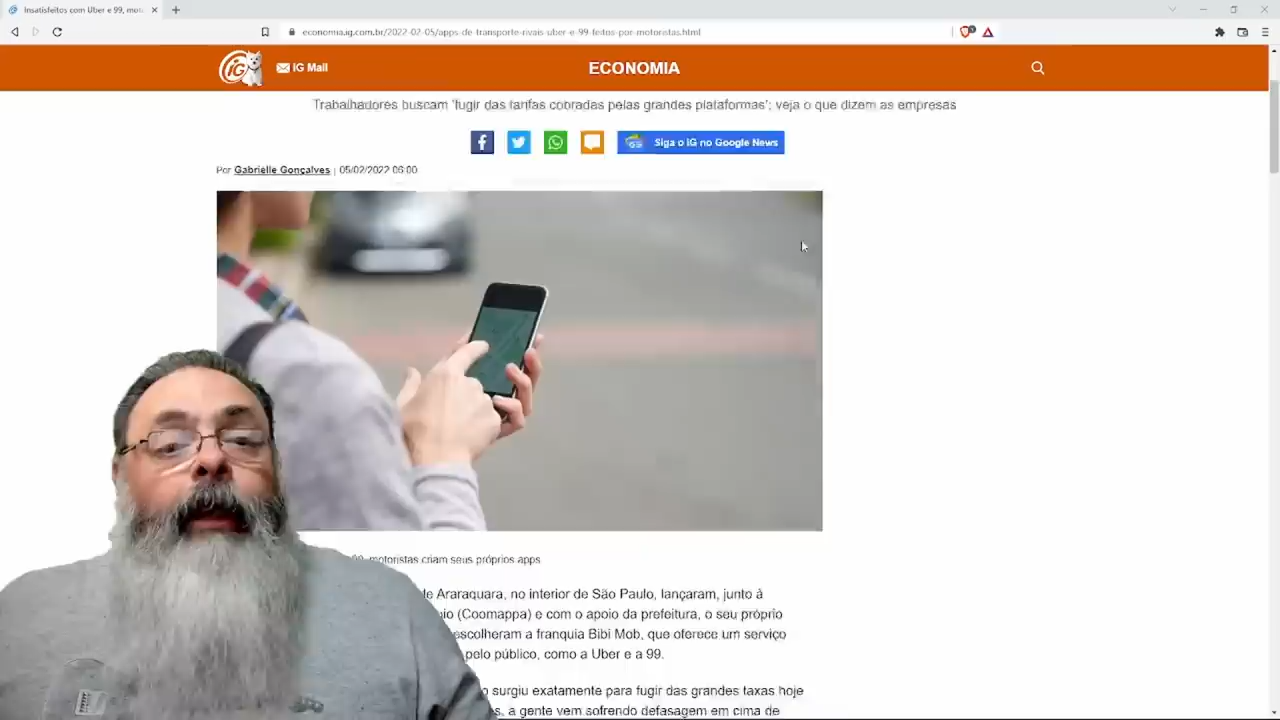 Insatisfeitos com Uber e 99, mot
economia.ig.com.br/2022-02-05/apps-de-transporte-rivais-uber-e-99-feitos-por-motoristas.html
iG
iG Mail
ECONOMIA
Trabalhadores buscam 'fugir das tarifas cobradas pelas grandes plataformas'; veja o que dizem as empresas
Siga o iG no Google News
Por Gabrielle Gonçalves | 05/02/2022 06:00
99, motoristas criam seus próprios apps
de Araraquara, no interior de São Paulo, lançaram, junto à
(Coomappa) e com o apoio da prefeitura, o seu próprio
escolheram a franquia Bibi Mob, que oferece um serviço
pelo público, como a Uber e a 99.
o surgiu exatamente para fugir das grandes taxas hoje
a gente vem sofrendo defasagem em cima de